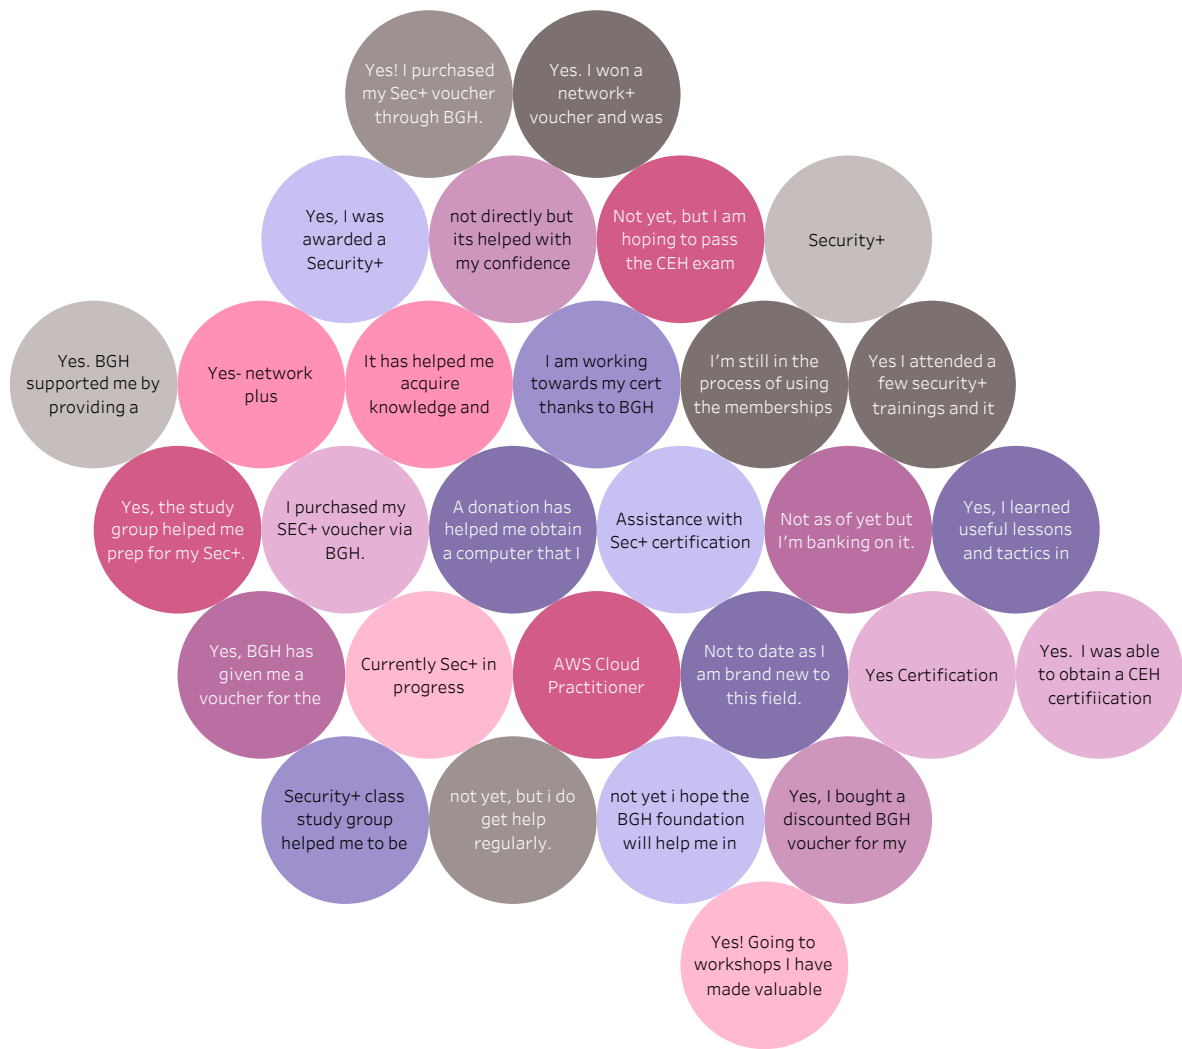 Yes! I purchased
my Sec+ voucher
through BGH.
Yes. I won a
network+
voucher and was
Yes, I was
awarded a
Security+
not directly but
its helped with
my confidence
Not yet, but I am
hoping to pass
the CEH exam
Security+
Yes. BGH
supported me by
providing a
Yes- network
plus
It has helped me
acquire
knowledge and
I am working
towards my cert
thanks to BGH
I’m still in the
process of using
the memberships
Yes I attended a
few security+
trainings and it
Yes, the study
group helped me
prep for my Sec+.
I purchased my
SEC+ voucher via
BGH.
A donation has
helped me obtain
a computer that I
Assistance with
Sec+ certification
Not as of yet but
I’m banking on it.
Yes, I learned
useful lessons
and tactics in
Yes, BGH has
given me a
voucher for the
Currently Sec+ in
progress
AWS Cloud
Practitioner
Not to date as I
am brand new to
this field.
Yes Certification
Yes.  I was able
to obtain a CEH
certifiication
Security+ class
study group
helped me to be
not yet, but i do
get help
regularly.
not yet i hope the
BGH foundation
will help me in
Yes, I bought a
discounted BGH
voucher for my
Yes! Going to
workshops I have
made valuable